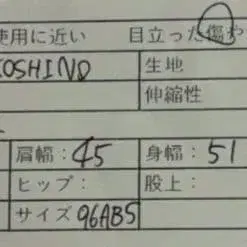 使用に近い 目立った傷や
KOSHINO 生地
伸縮性
肩幅：45 身幅：51
ヒップ： 股上：
サイズ 96AB5